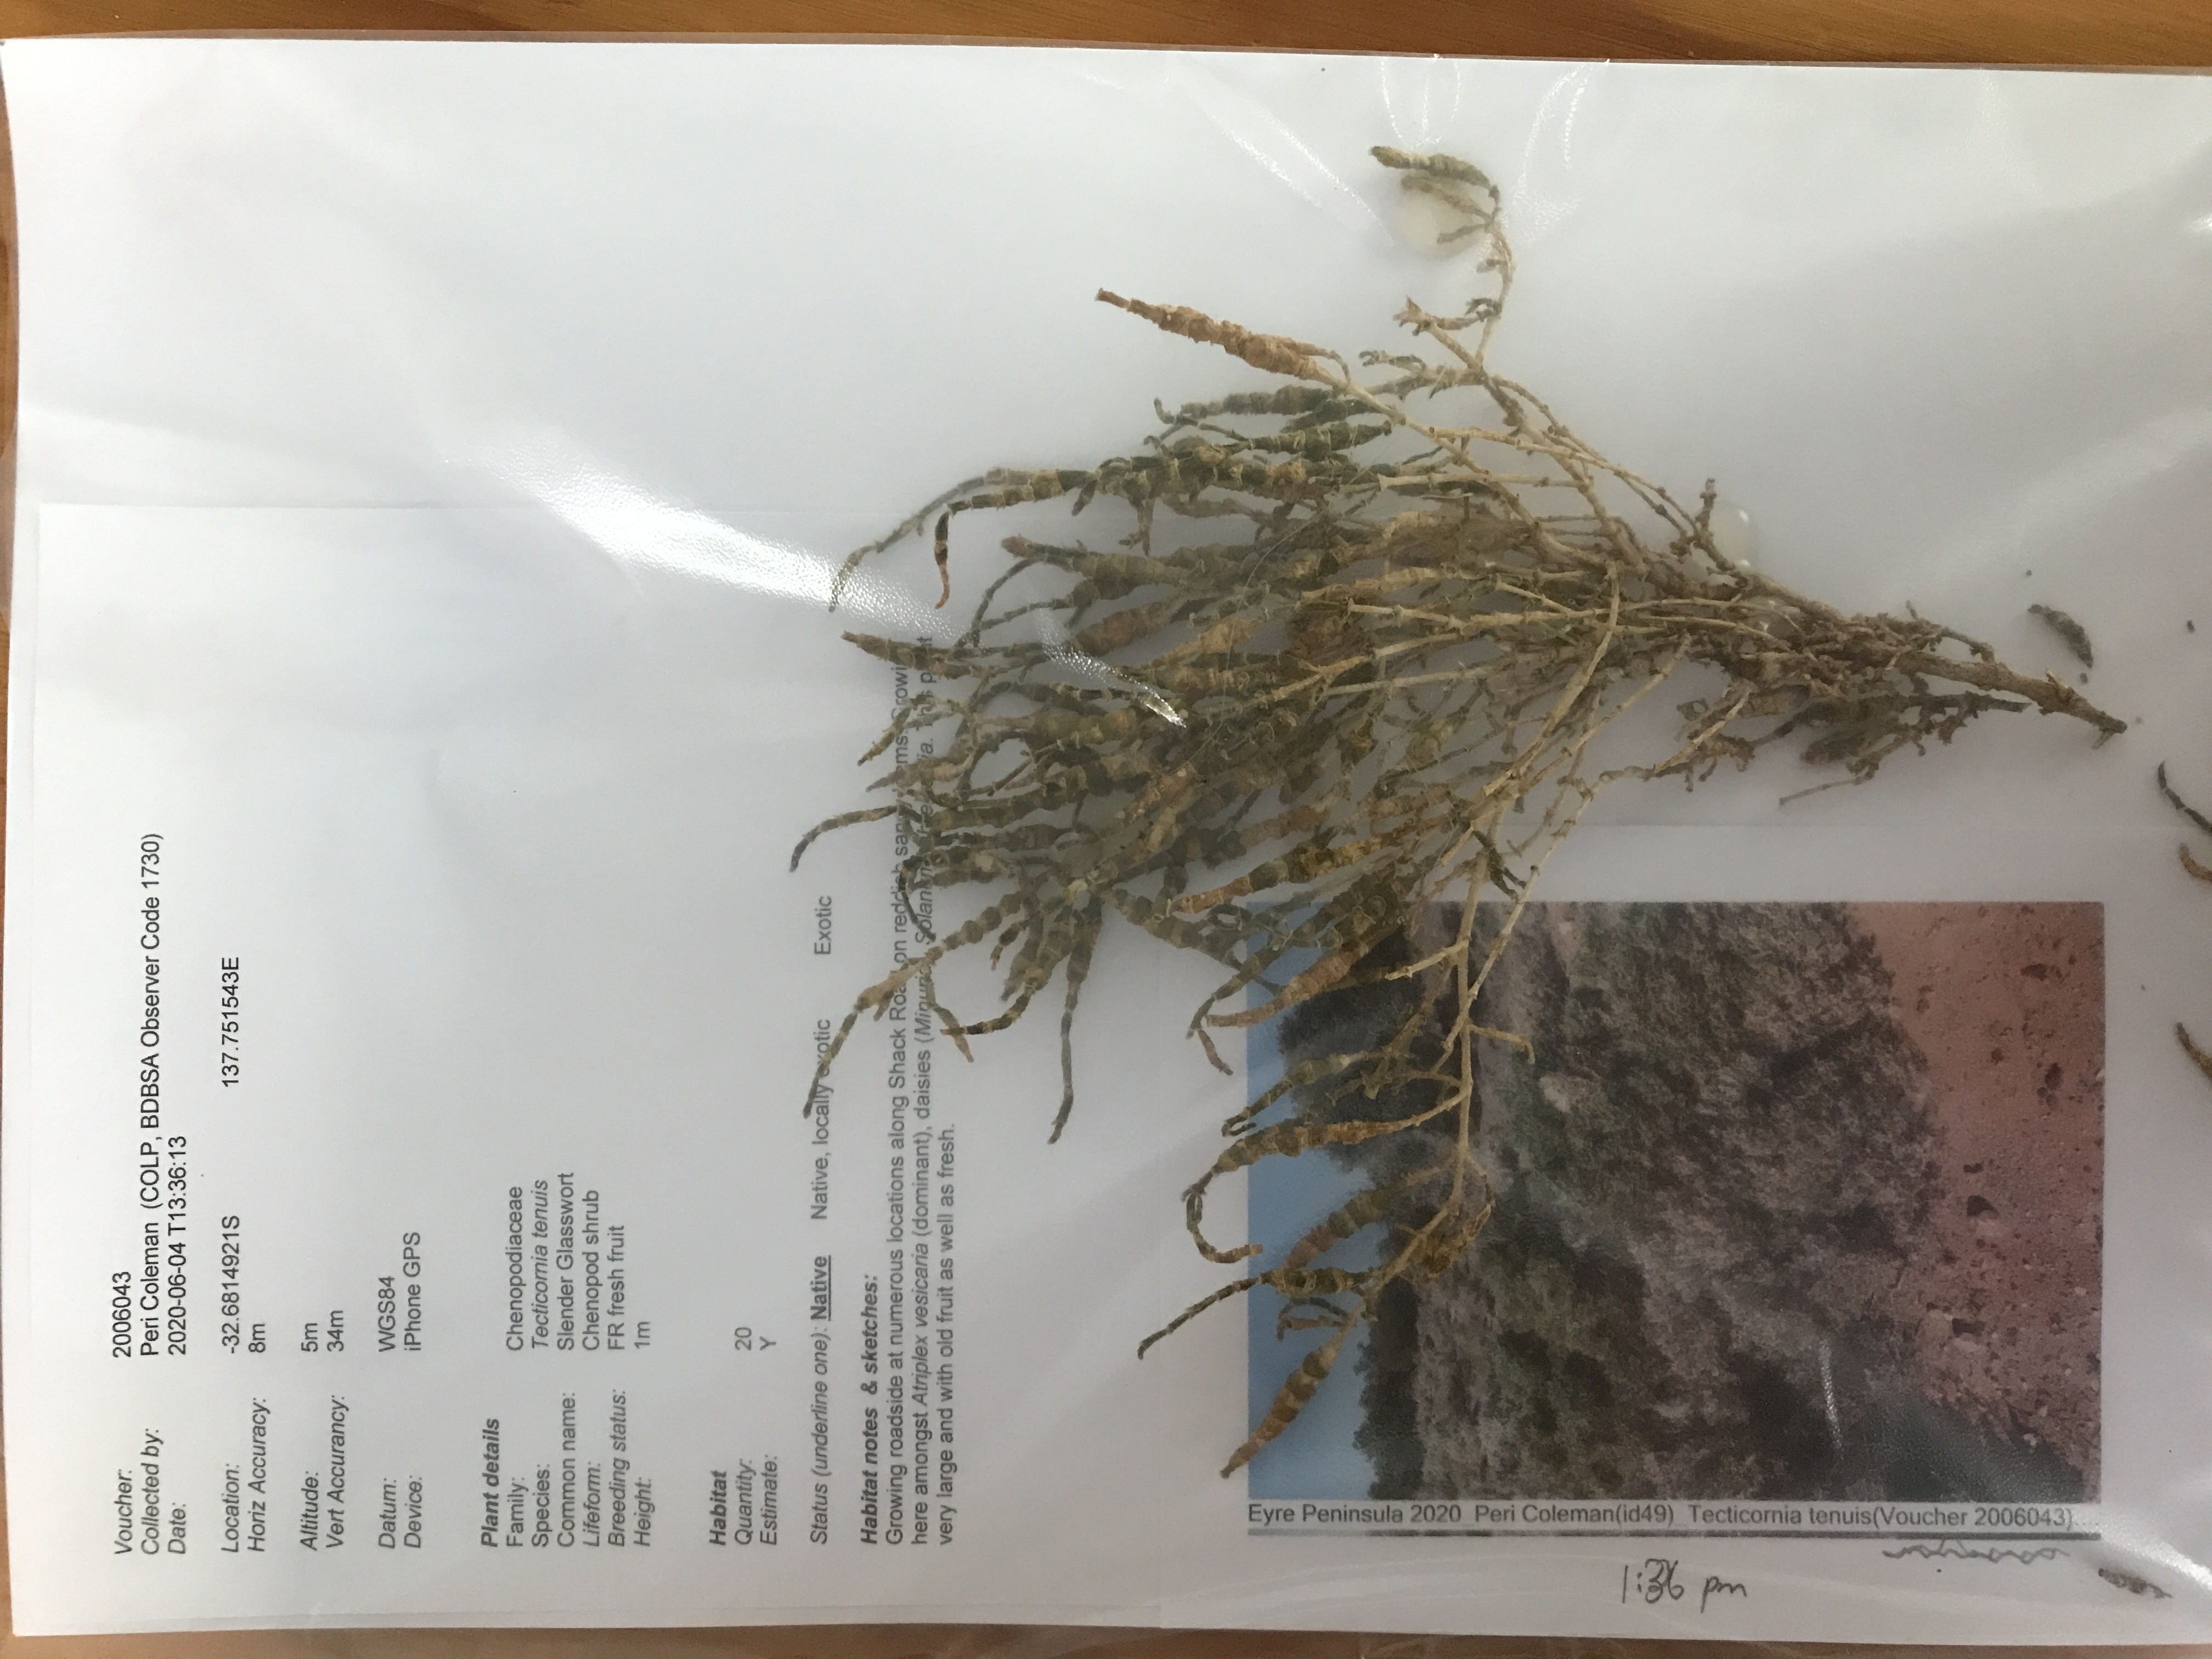 Voucher: 2006043
Collected by: Peri Coleman (COLP, BDBSA Observer Code 1730)
Date: 2020-06-04 T13:36:13
Location: -32.6814921S 137.751543E
Horiz Accuracy: 8m
Altitude: 5m
Vert Accurancy: 34m
Datum: WGS84
Device: iPhone GPS
Plant details
Family: Chenopodiaceae
Species: Tecticornia tenuis
Common name: Slender Glasswort
Lifeform: Chenopod shrub
Breeding status: FR fresh fruit
Height: 1m
Habitat
Quantity: 20
Estimate: Y
Status (underline one): Native Native, locally exotic Exotic
Habitat notes & sketches:
Growing roadside at numerous locations along Shack Road on reddish sandy Growing
here amongst Atriplex vesicaria (dominant), daisies (Minuria), This plant
very large and with old fruit as well as fresh.
Eyre Peninsula 2020 Peri Coleman(id49) Tecticornia tenuis(Voucher 2006043)
1:36 pm